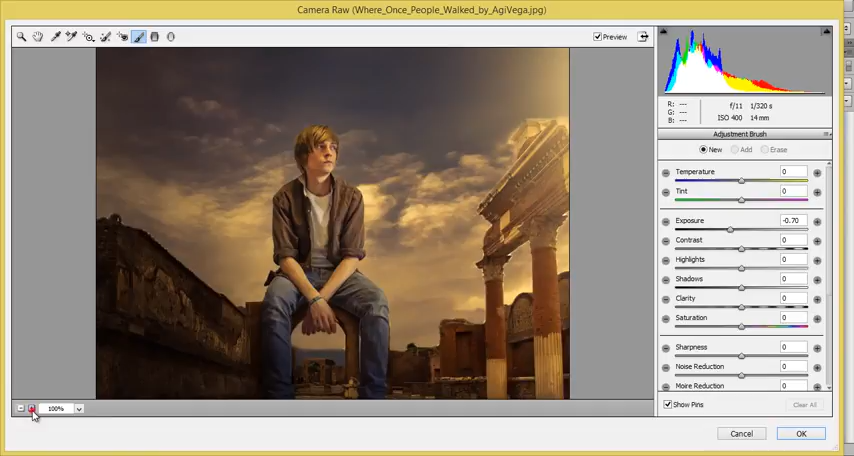 Camera Raw (Where_Once_People_Walked_by_AgiVega.jpg)
Preview
R: ---
G: ---
B: ---
f/11 1/320 s
ISO 400 14 mm
Adjustment Brush
New Add Erase
Temperature 0
Tint 0
Exposure -0.70
Contrast 0
Highlights 0
Shadows 0
Clarity 0
Saturation 0
Sharpness 0
Noise Reduction 0
Moire Reduction 0
100%
Show Pins Clear All
Cancel OK